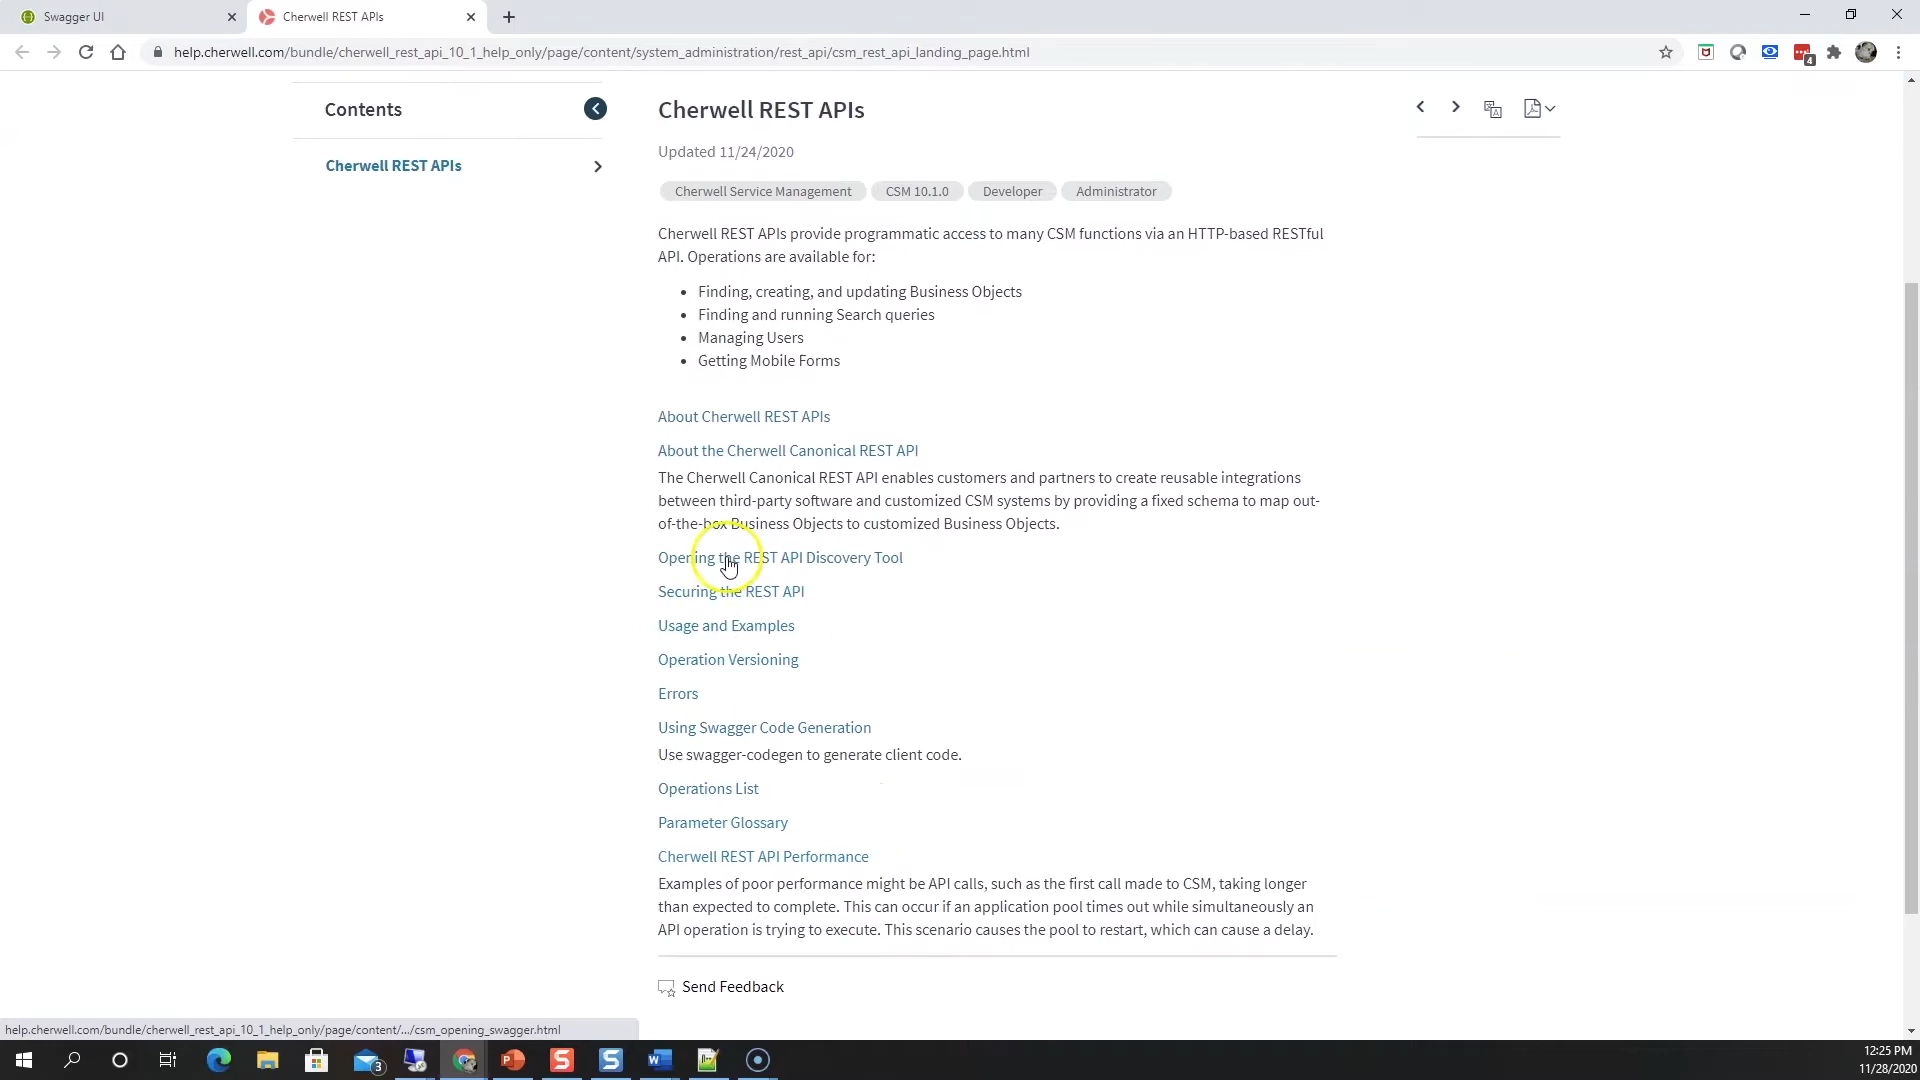 Swagger UI
Cherwell REST APIs
help.cherwell.com/bundle/cherwell_rest_api_10_1_help_only/page/content/system_administration/rest_api/csm_rest_api_landing_page.html
4
Contents
Cherwell REST APIs
Cherwell REST APIs
Updated 11/24/2020
Cherwell Service Management CSM 10.1.0 Developer Administrator
Cherwell REST APIs provide programmatic access to many CSM functions via an HTTP-based RESTful
API. Operations are available for:
• Finding, creating, and updating Business Objects
• Finding and running Search queries
• Managing Users
• Getting Mobile Forms
About Cherwell REST APIs
About the Cherwell Canonical REST API
The Cherwell Canonical REST API enables customers and partners to create reusable integrations
between third-party software and customized CSM systems by providing a fixed schema to map out-
of-the-box Business Objects to customized Business Objects.
Opening the REST API Discovery Tool
Securing the REST API
Usage and Examples
Operation Versioning
Errors
Using Swagger Code Generation
Use swagger-codegen to generate client code.
Operations List
Parameter Glossary
Cherwell REST API Performance
Examples of poor performance might be API calls, such as the first call made to CSM, taking longer
than expected to complete. This can occur if an application pool times out while simultaneously an
API operation is trying to execute. This scenario causes the pool to restart, which can cause a delay.
Send Feedback
help.cherwell.com/bundle/cherwell_rest_api_10_1_help_only/page/content/.../csm_opening_swagger.html
3
12:25 PM
11/28/2020